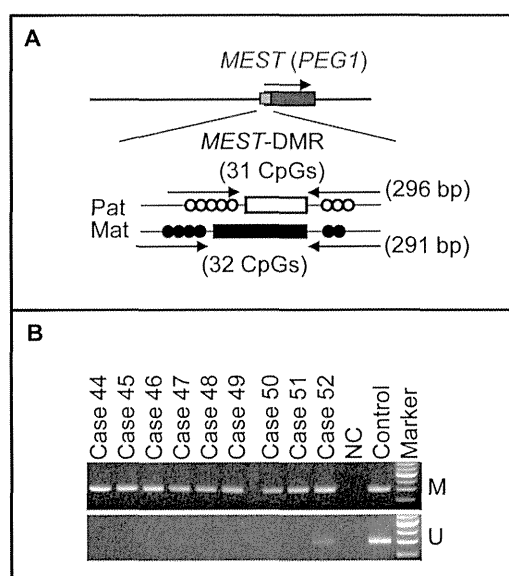 A
MEST (PEG1)
MEST-DMR
(31 CpGs)
Pat
(296 bp)
Mat
(291 bp)
(32 CpGs)
B
Case 44
Case 45
Case 46
Case 47
Case 48
Case 49
Case 50
Case 51
Case 52
NC
Control
Marker
M
U